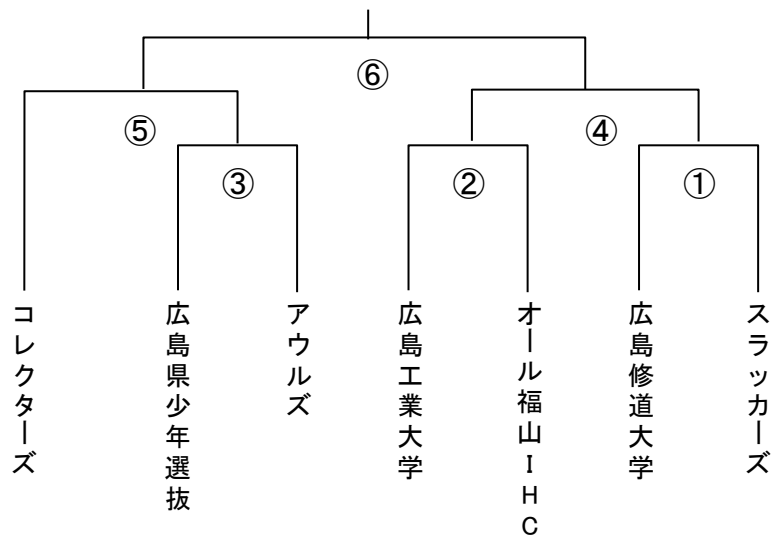 ⑥
⑤
④
③
②
①
コレクターズ
広島県少年選抜
アウルズ
広島工業大学
オール福山IHC
広島修道大学
スラッカーズ